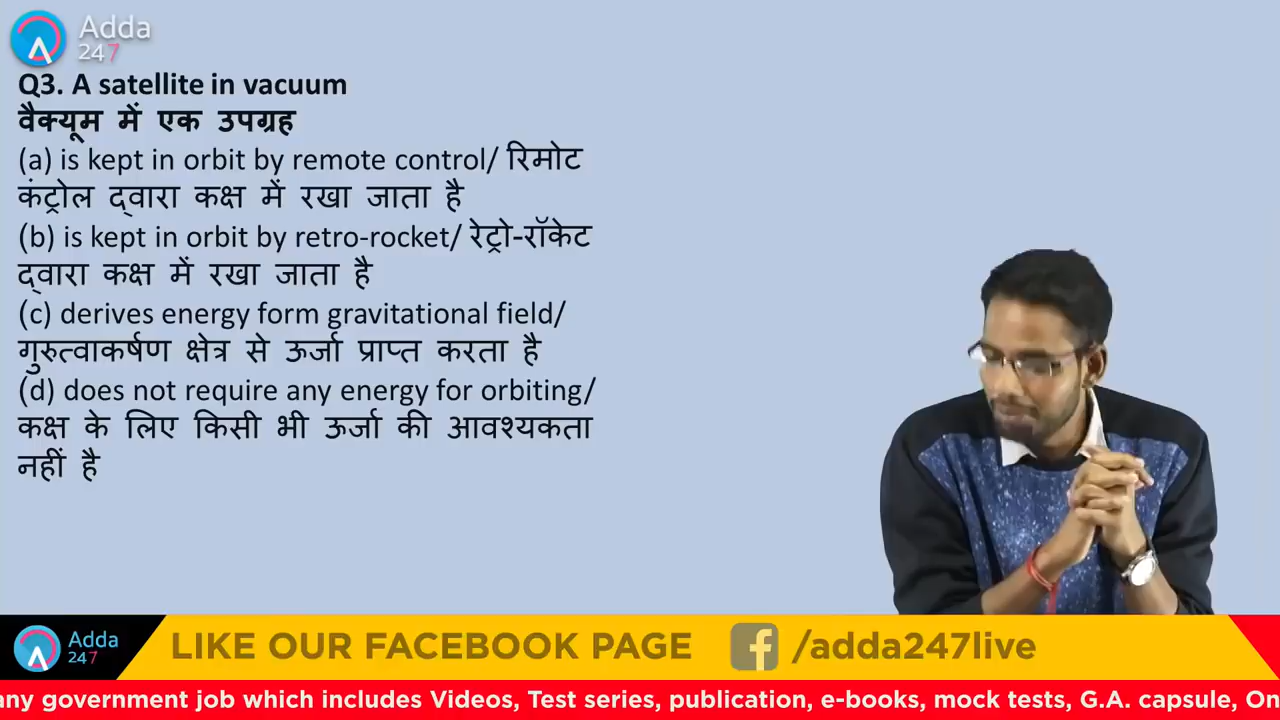 Adda
247
Q3. A satellite in vacuum
वैक्यूम में एक उपग्रह
(a) is kept in orbit by remote control/ रिमोट
कंट्रोल द्वारा कक्ष में रखा जाता है
(b) is kept in orbit by retro-rocket/ रेट्रो-रॉकेट
द्वारा कक्ष में रखा जाता है
(c) derives energy form gravitational field/
गुरुत्वाकर्षण क्षेत्र से ऊर्जा प्राप्त करता है
(d) does not require any energy for orbiting/
कक्ष के लिए किसी भी ऊर्जा की आवश्यकता
नहीं है
Adda
247
LIKE OUR FACEBOOK PAGE f /adda247live
any government job which includes Videos, Test series, publication, e-books, mock tests, G.A. capsule, On